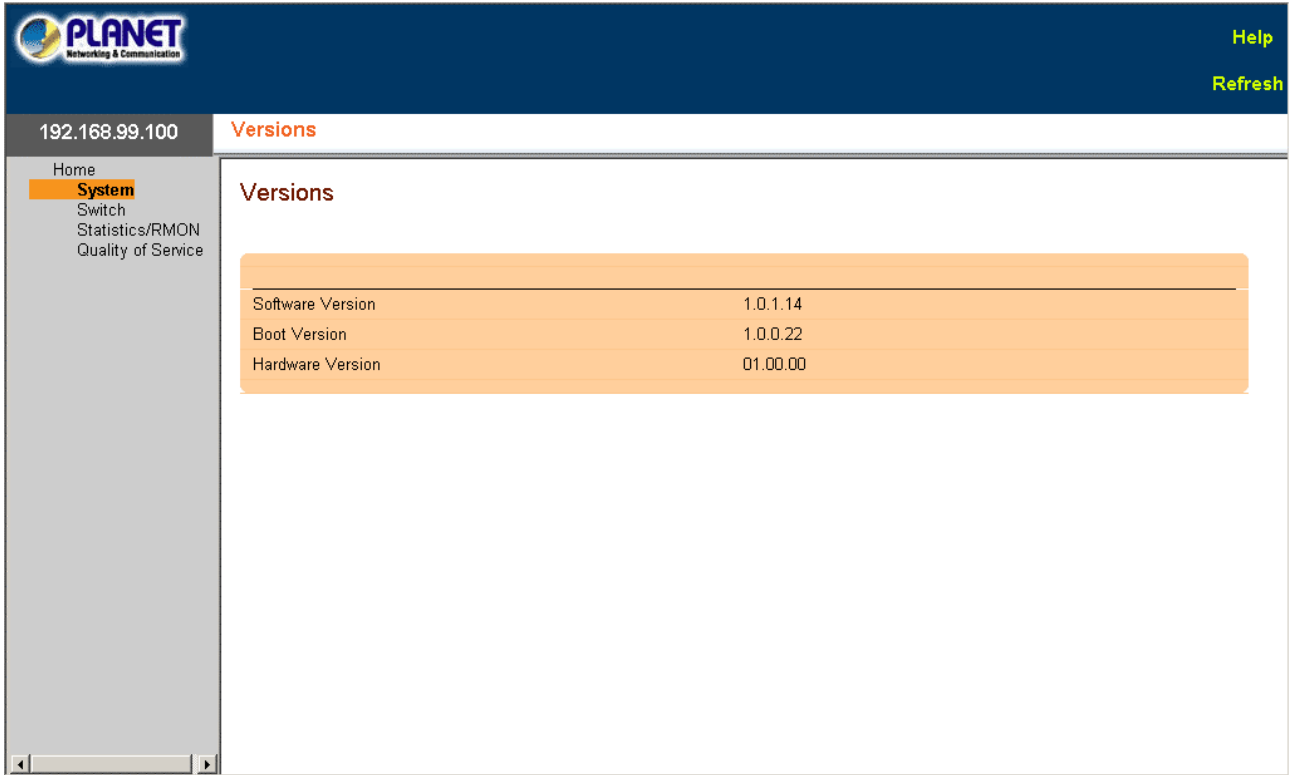 PLANET
Networking & Communication
Help
Refresh
192.168.99.100
Versions
Home
System
Switch
Statistics/RMON
Quality of Service
Versions
Software Version 1.0.1.14
Boot Version 1.0.0.22
Hardware Version 01.00.00